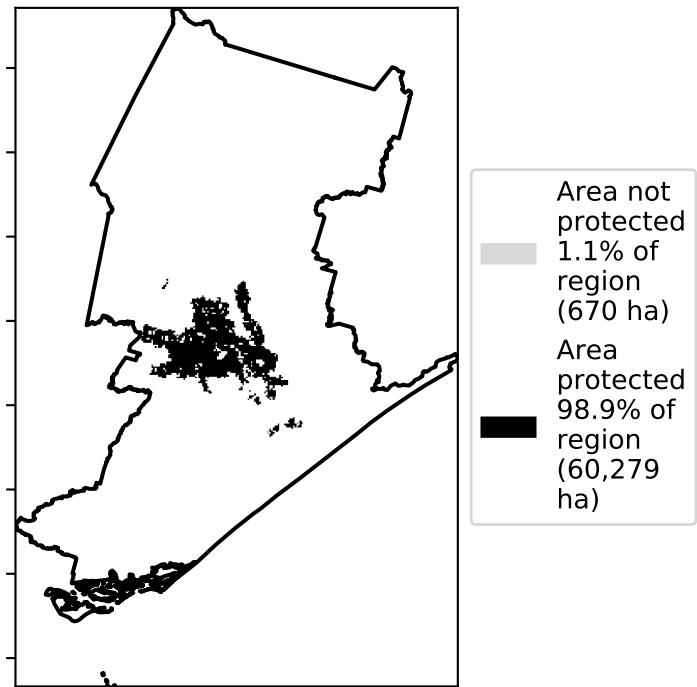 Area not
protected
1.1% of
region
(670 ha)
Area
protected
98.9% of
region
(60,279
ha)